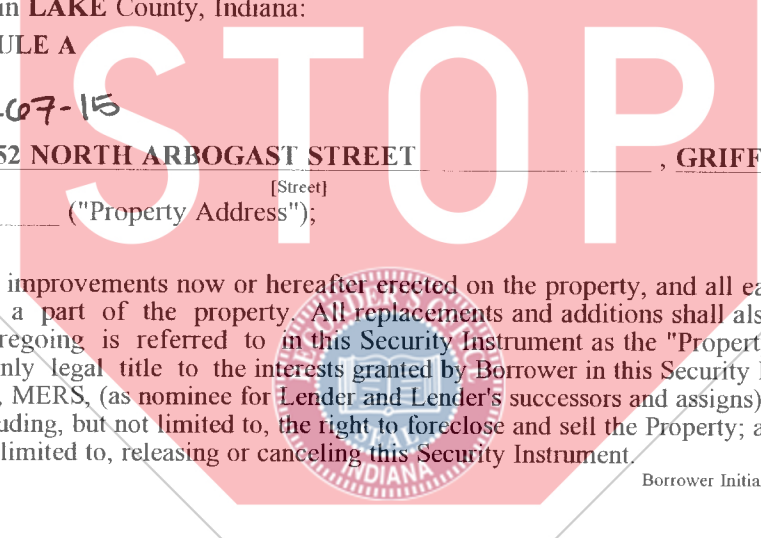 in LAKE County, Indiana:
ULE A
STOP
67-15
52 NORTH ARBOGAST STREET , GRIFF
[Street]
("Property Address");
improvements now or hereafter erected on the property, and all ea
a part of the property. All replacements and additions shall als
regoing is referred to in this Security Instrument as the "Propert
nly legal title to the interests granted by Borrower in this Security I
, MERS, (as nominee for Lender and Lender's successors and assigns)
uding, but not limited to, the right to foreclose and sell the Property; a
limited to, releasing or canceling this Security Instrument.
RECORDER'S OFFICE
SEAL
INDIANA
Borrower Initia